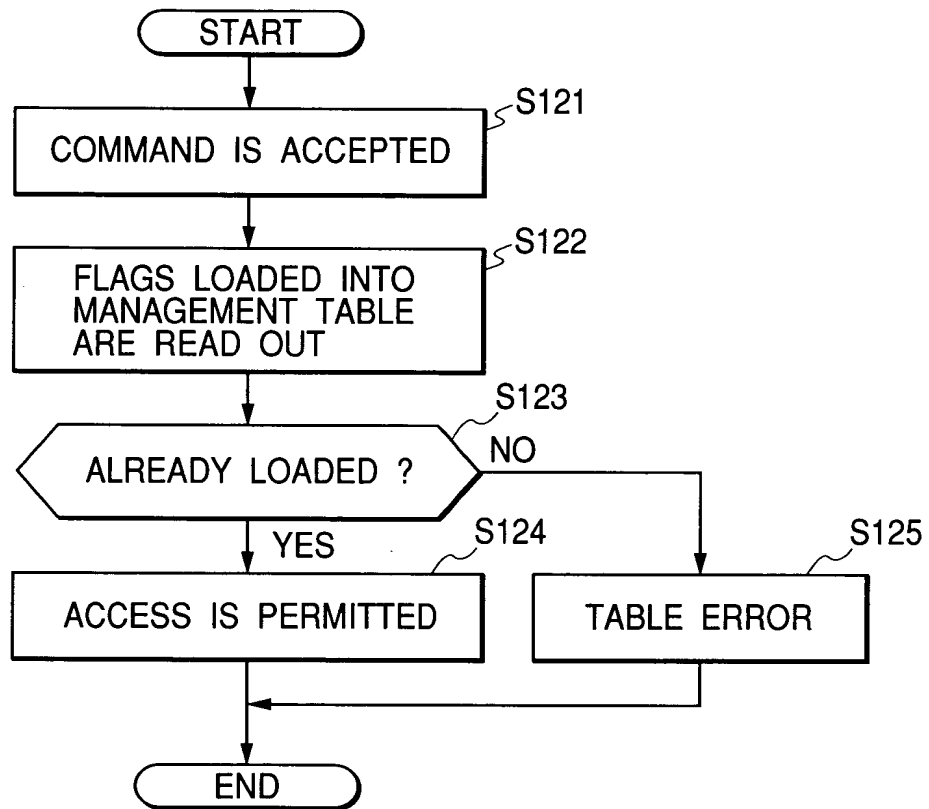 START
S121
COMMAND IS ACCEPTED
S122
FLAGS LOADED INTO
MANAGEMENT TABLE
ARE READ OUT
S123
ALREADY LOADED ?
NO
YES
S124
ACCESS IS PERMITTED
S125
TABLE ERROR
END